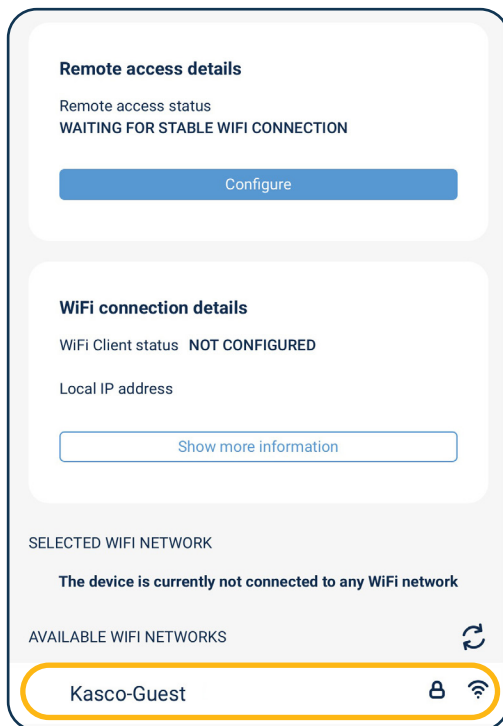 Remote access details
Remote access status
WAITING FOR STABLE WIFI CONNECTION
Configure
WiFi connection details
WiFi Client status NOT CONFIGURED
Local IP address
Show more information
SELECTED WIFI NETWORK
The device is currently not connected to any WiFi network
AVAILABLE WIFI NETWORKS
Kasco-Guest